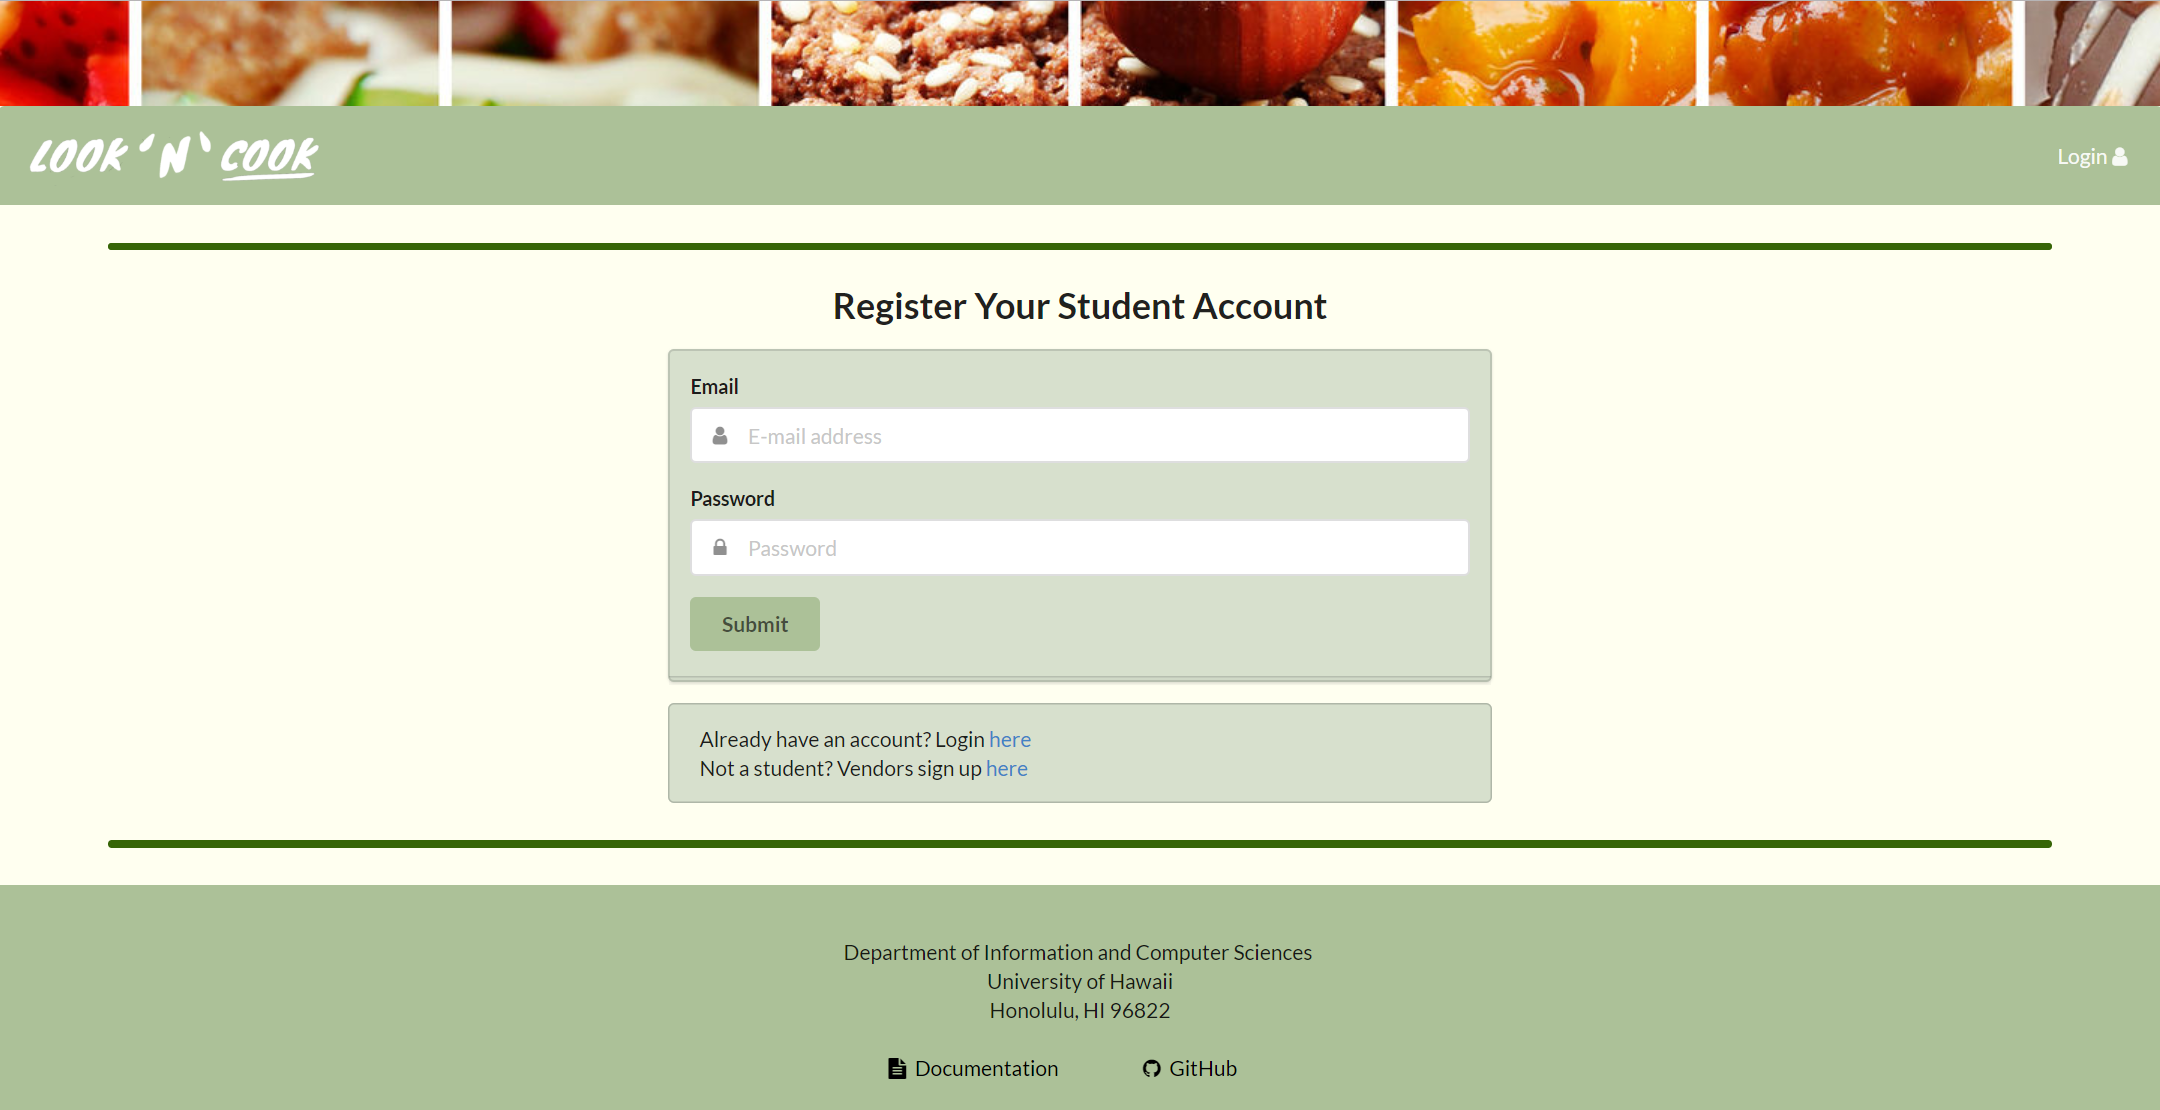 LOOK 'N' COOK
Login
Register Your Student Account
Email
E-mail address
Password
Password
Submit
Already have an account? Login here
Not a student? Vendors sign up here
Department of Information and Computer Sciences
University of Hawaii
Honolulu, HI 96822
Documentation GitHub